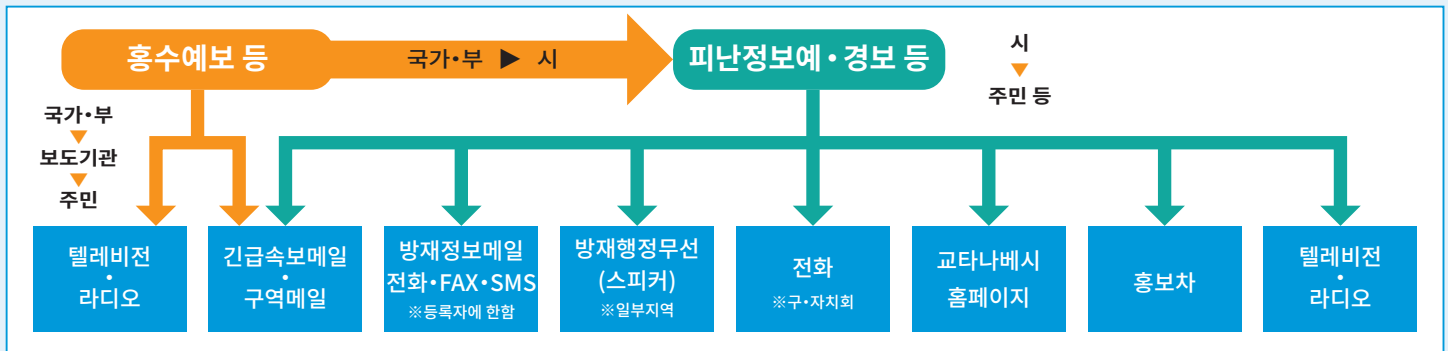 홍수예보 등
국가•부 ▶ 시
피난정보예•경보 등
시
▼
주민 등
국가•부
▼
보도기관
▼
주민
텔레비전
•
라디오
긴급속보메일
•
구역메일
방재정보메일
전화•FAX•SMS
※등록자에 한함
방재행정무선
(스피커)
※일부지역
전화
※구•자치회
교타나베시
홈페이지
홍보차
텔레비전
•
라디오